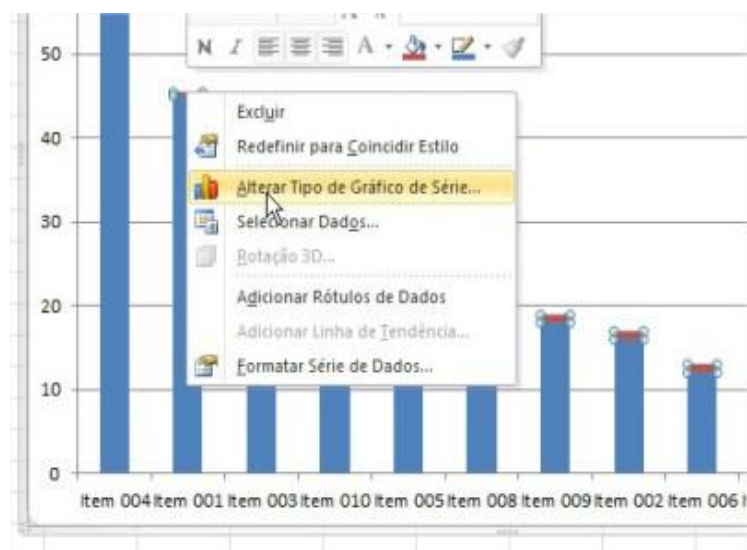 50
N I A
Excluir
40
Redefinir para Coincidir Estilo
Alterar Tipo de Gráfico de Série...
30
Selecionar Dados...
Rotação 3D...
20
Adicionar Rótulos de Dados
Adicionar Linha de Tendência...
Formatar Série de Dados...
10
0
Item 004 Item 001 Item 003 Item 010 Item 005 Item 008 Item 009 Item 002 Item 006